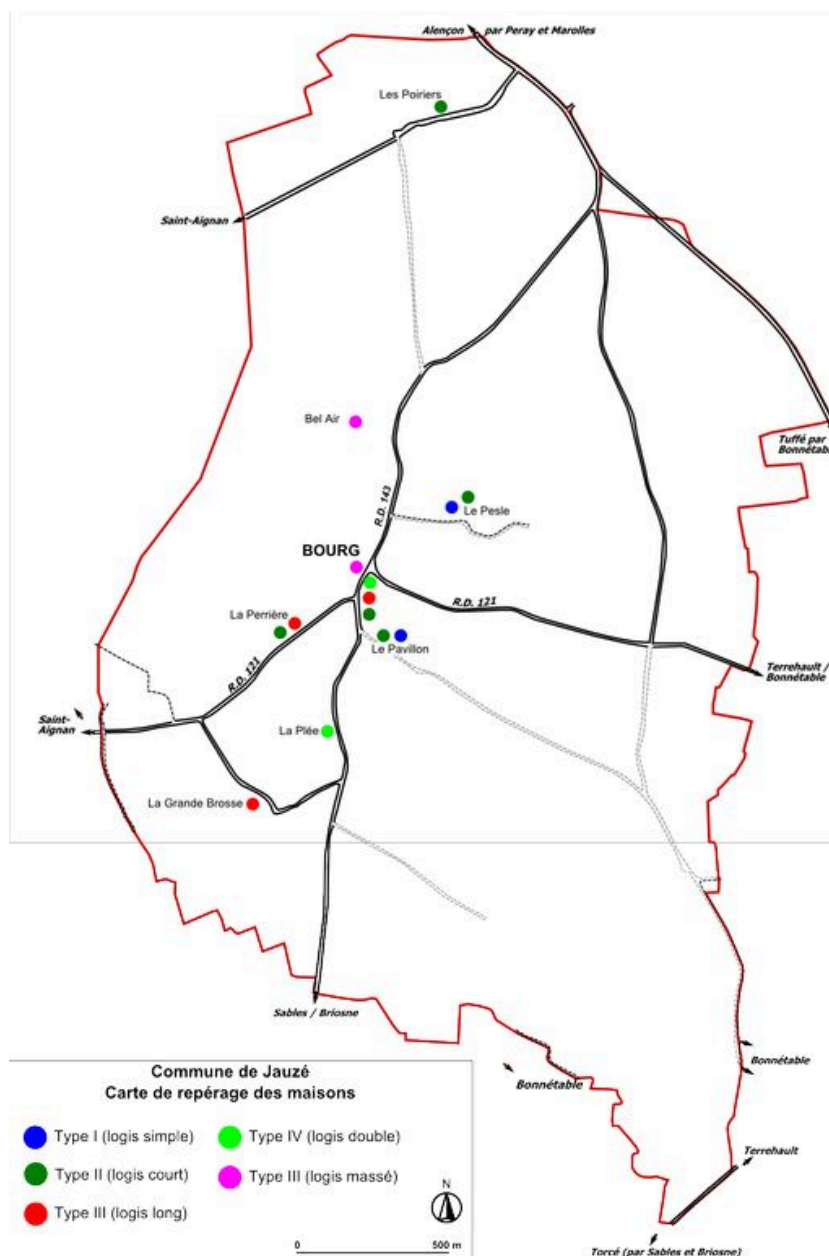 Alençon par Peray et Marolles
Les Poiriers
Saint-Aignan
Bel Air
Tuffé par
Bonnétable
R.D. 143
Le Pesle
BOURG
R.D. 121
La Perrière
Le Pavillon
R.D. 121
Terrehault /
Bonnétable
Saint-
Aignan
La Plée
La Grande Brosse
Sables / Briosne
Bonnétable
Bonnétable
Terrehault
Torcé (par Sables et Briosne)
Commune de Jauzé
Carte de repérage des maisons
Type I (logis simple)
Type IV (logis double)
Type II (logis court)
Type III (logis massé)
Type III (logis long)
N
0 500 m